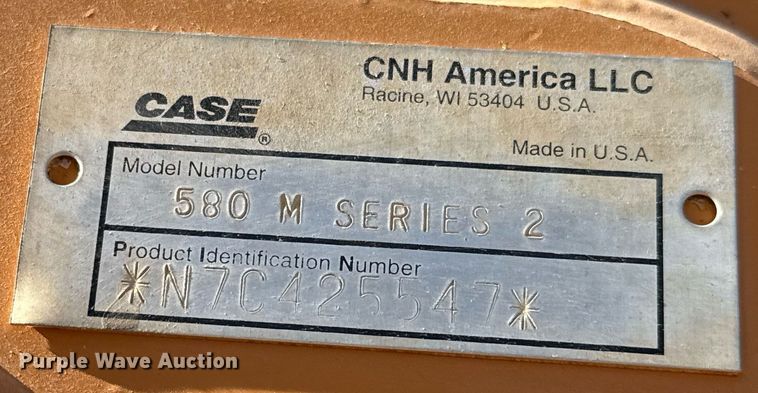 CNH America LLC
Racine, WI 53404 U.S.A.
CASE®
Made in U.S.A.
Model Number
580 M SERIES 2
Product Identification Number
*N7C425547*
Purple Wave Auction